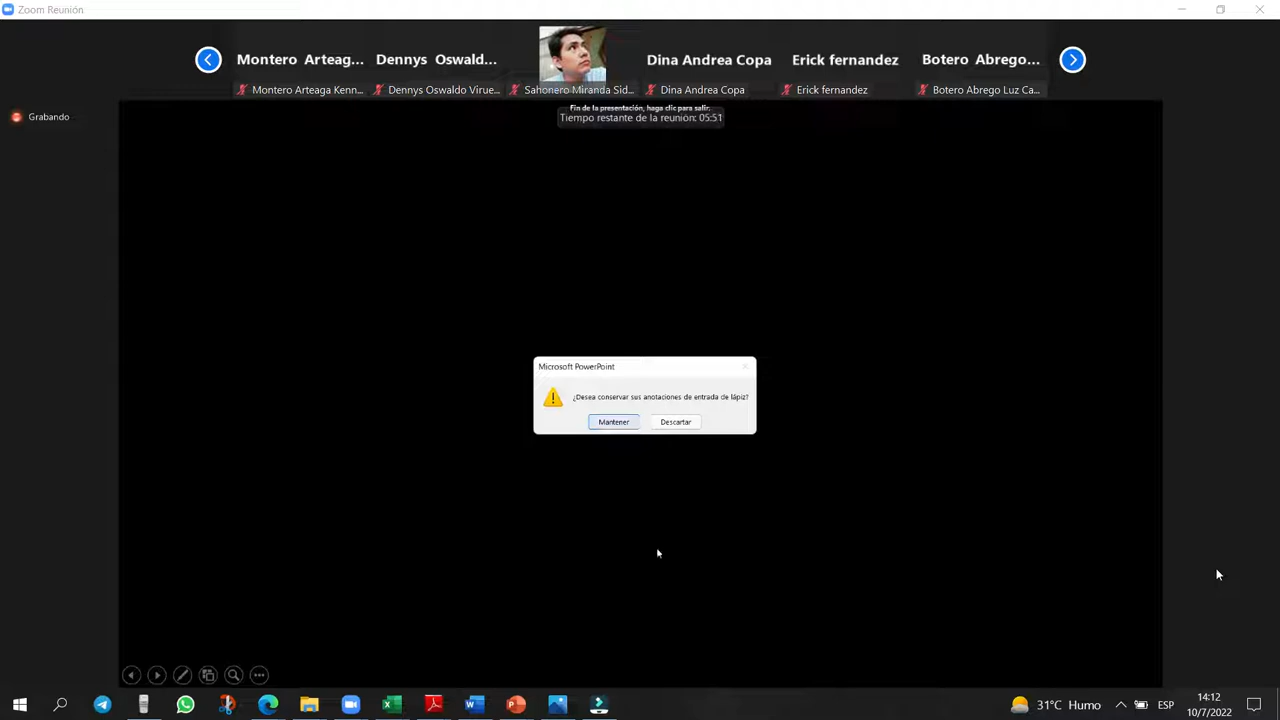 Zoom Reunión
Montero Arteag...
Dennys Oswald...
Dina Andrea Copa
Erick fernandez
Botero Abrego...
Montero Arteaga Kenn...
Dennys Oswaldo Virue...
Sahonero Miranda Sid...
Dina Andrea Copa
Erick fernandez
Botero Abrego Luz Ca...
Grabando
Fin de la presentación, haga clic para salir.
Tiempo restante de la reunión: 05:51
Microsoft PowerPoint
¿Desea conservar sus anotaciones de entrada de lápiz?
Mantener
Descartar
31°C Humo
ESP
14:12
10/7/2022